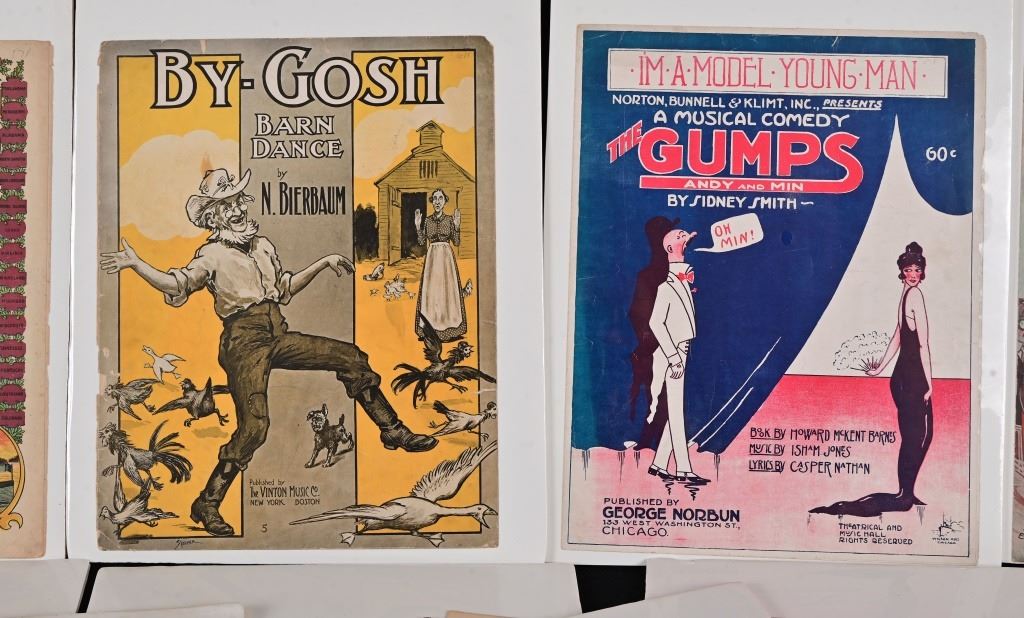 BY-GOSH
BARN
DANCE
by
N. BIERBAUM
Published by
The VINTON MUSIC CO.
NEW YORK BOSTON
5
·I'M·A·MODEL·YOUNG·MAN·
NORTON, BUNNELL & KLIMT, INC., PRESENTS
A MUSICAL COMEDY
THE GUMPS
ANDY AND MIN
BY SIDNEY SMITH~
60¢
OH
MIN!
BOOK BY HOWARD MCKENT BARNES
MUSIC BY ISHAM JONES
LYRICS BY CASPER NATHAN
PUBLISHED BY
GEORGE NORBUN
133 WEST WASHINGTON ST.,
CHICAGO.
THEATRICAL AND
MUSIC HALL
RIGHTS RESERVED